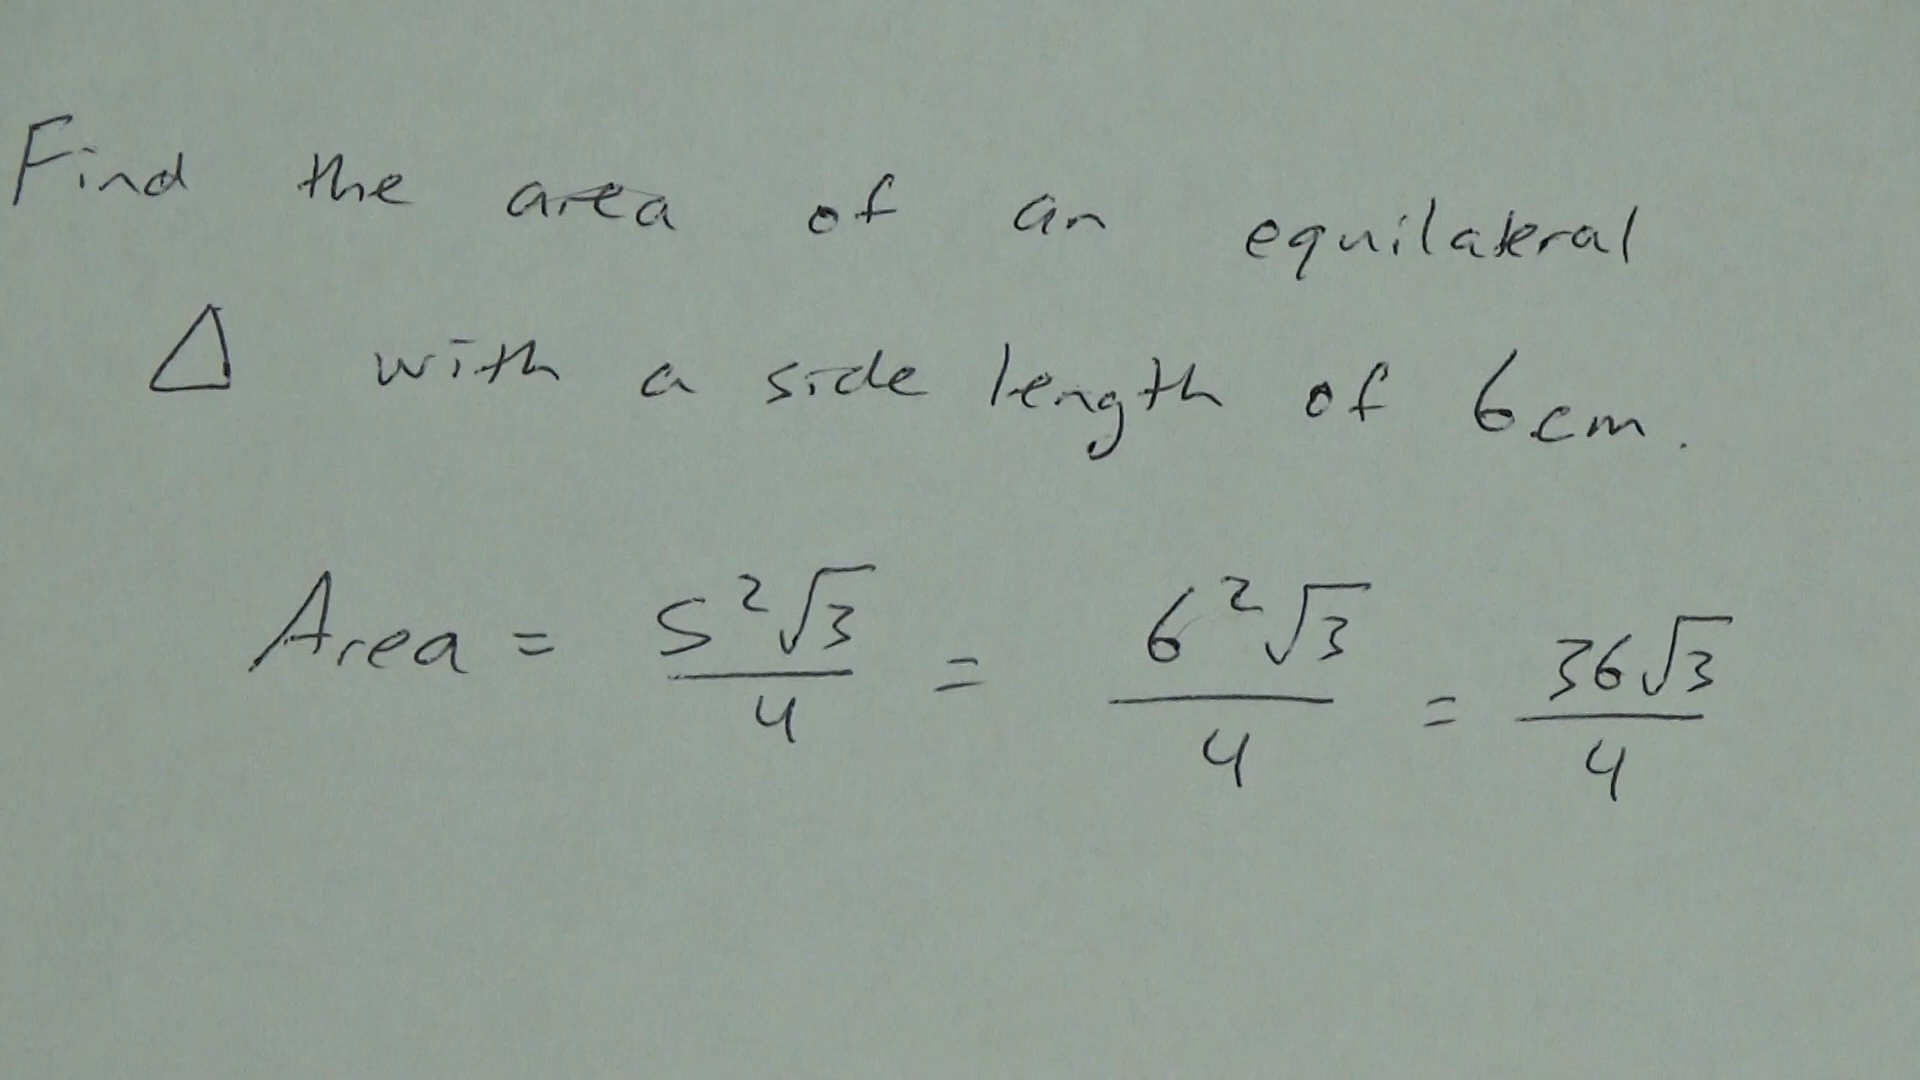 Find the area of an equilateral
△ with a side length of 6cm.
Area = s²√3/4 = 6²√3/4 = 36√3/4